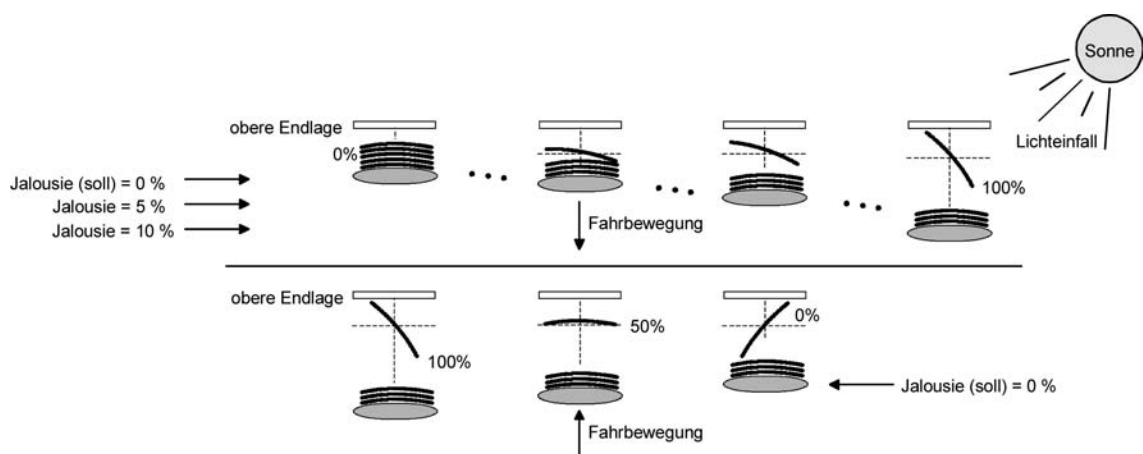 Sonne
obere Endlage
0%
Lichteinfall
Jalousie (soll) = 0 %
100%
Jalousie = 5 %
Jalousie = 10 %
Fahrbewegung
obere Endlage
0%
50%
100%
Jalousie (soll) = 0 %
Fahrbewegung